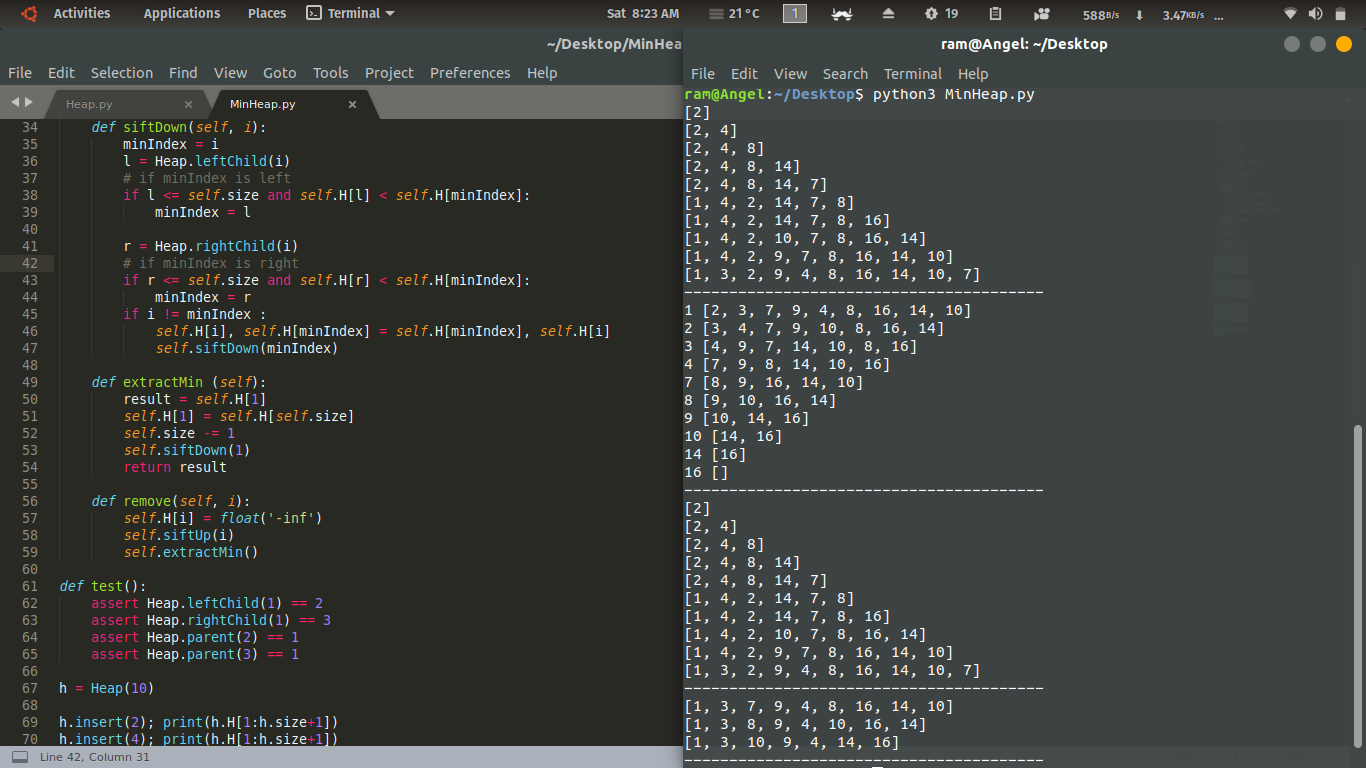 Activities Applications Places Terminal Sat 8:23 AM 21 °C 1 19 588B/s 3.47KB/s ...
~/Desktop/MinHea
File Edit Selection Find View Goto Tools Project Preferences Help
Heap.py × MinHeap.py ×
34 def siftDown(self, i):
35 minIndex = i
36 l = Heap.leftChild(i)
37 # if minIndex is left
38 if l <= self.size and self.H[l] < self.H[minIndex]:
39 minIndex = l
40
41 r = Heap.rightChild(i)
42 # if minIndex is right
43 if r <= self.size and self.H[r] < self.H[minIndex]:
44 minIndex = r
45 if i != minIndex :
46 self.H[i], self.H[minIndex] = self.H[minIndex], self.H[i]
47 self.siftDown(minIndex)
48
49 def extractMin (self):
50 result = self.H[1]
51 self.H[1] = self.H[self.size]
52 self.size -= 1
53 self.siftDown(1)
54 return result
55
56 def remove(self, i):
57 self.H[i] = float('-inf')
58 self.siftUp(i)
59 self.extractMin()
60
61 def test():
62 assert Heap.leftChild(1) == 2
63 assert Heap.rightChild(1) == 3
64 assert Heap.parent(2) == 1
65 assert Heap.parent(3) == 1
66
67 h = Heap(10)
68
69 h.insert(2); print(h.H[1:h.size+1])
70 h.insert(4); print(h.H[1:h.size+1])
Line 42, Column 31
ram@Angel: ~/Desktop
File Edit View Search Terminal Help
ram@Angel:~/Desktop$ python3 MinHeap.py
[2]
[2, 4]
[2, 4, 8]
[2, 4, 8, 14]
[2, 4, 8, 14, 7]
[1, 4, 2, 14, 7, 8]
[1, 4, 2, 14, 7, 8, 16]
[1, 4, 2, 10, 7, 8, 16, 14]
[1, 4, 2, 9, 7, 8, 16, 14, 10]
[1, 3, 2, 9, 4, 8, 16, 14, 10, 7]
----------------------------------------
1 [2, 3, 7, 9, 4, 8, 16, 14, 10]
2 [3, 4, 7, 9, 10, 8, 16, 14]
3 [4, 9, 7, 14, 10, 8, 16]
4 [7, 9, 8, 14, 10, 16]
7 [8, 9, 16, 14, 10]
8 [9, 10, 16, 14]
9 [10, 14, 16]
10 [14, 16]
14 [16]
16 []
----------------------------------------
[2]
[2, 4]
[2, 4, 8]
[2, 4, 8, 14]
[2, 4, 8, 14, 7]
[1, 4, 2, 14, 7, 8]
[1, 4, 2, 14, 7, 8, 16]
[1, 4, 2, 10, 7, 8, 16, 14]
[1, 4, 2, 9, 7, 8, 16, 14, 10]
[1, 3, 2, 9, 4, 8, 16, 14, 10, 7]
----------------------------------------
[1, 3, 7, 9, 4, 8, 16, 14, 10]
[1, 3, 8, 9, 4, 10, 16, 14]
[1, 3, 10, 9, 4, 14, 16]
----------------------------------------